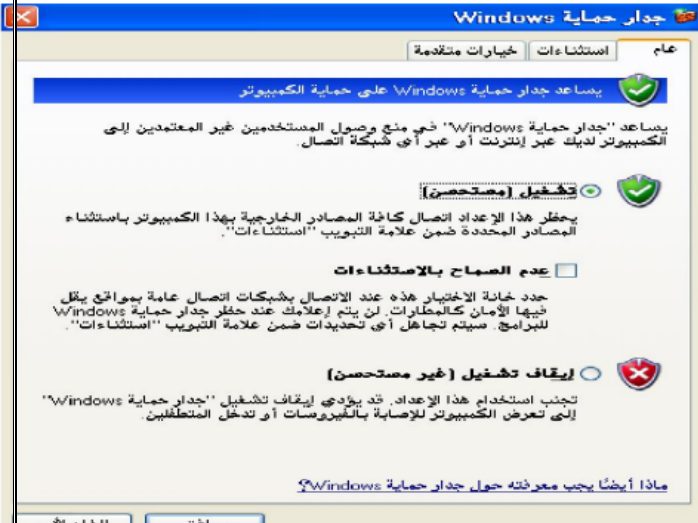 جدار حماية Windows
عام
استثناءات
خيارات متقدمة
يساعد جدار حماية Windows على حماية الكمبيوتر
يساعد "جدار حماية Windows" في منع وصول المستخدمين غير المعتمدين إلى
الكمبيوتر لديك عبر إنترنت أو عبر أي شبكة اتصال.
تشغيل (مستحسن)
يحظر هذا الإعداد اتصال كافة المصادر الخارجية بهذا الكمبيوتر باستثناء
المصادر المحددة ضمن علامة التبويب "استثناءات".
عدم السماح بالاستثناءات
حدد خانة الاختيار هذه عند الاتصال بشبكات اتصال عامة بمواقع يقل
فيها الأمان كالمطارات. لن يتم إعلامك عند حظر جدار حماية Windows
للبرامج. سيتم تجاهل أي تحديدات ضمن علامة التبويب "استثناءات".
إيقاف تشغيل (غير مستحسن)
تجنب استخدام هذا الإعداد. قد يؤدي إيقاف تشغيل "جدار حماية Windows"
إلى تعرض الكمبيوتر للإصابة بالفيروسات أو تدخل المتطفلين.
ماذا أيضًا يجب معرفته حول جدار حماية Windows؟